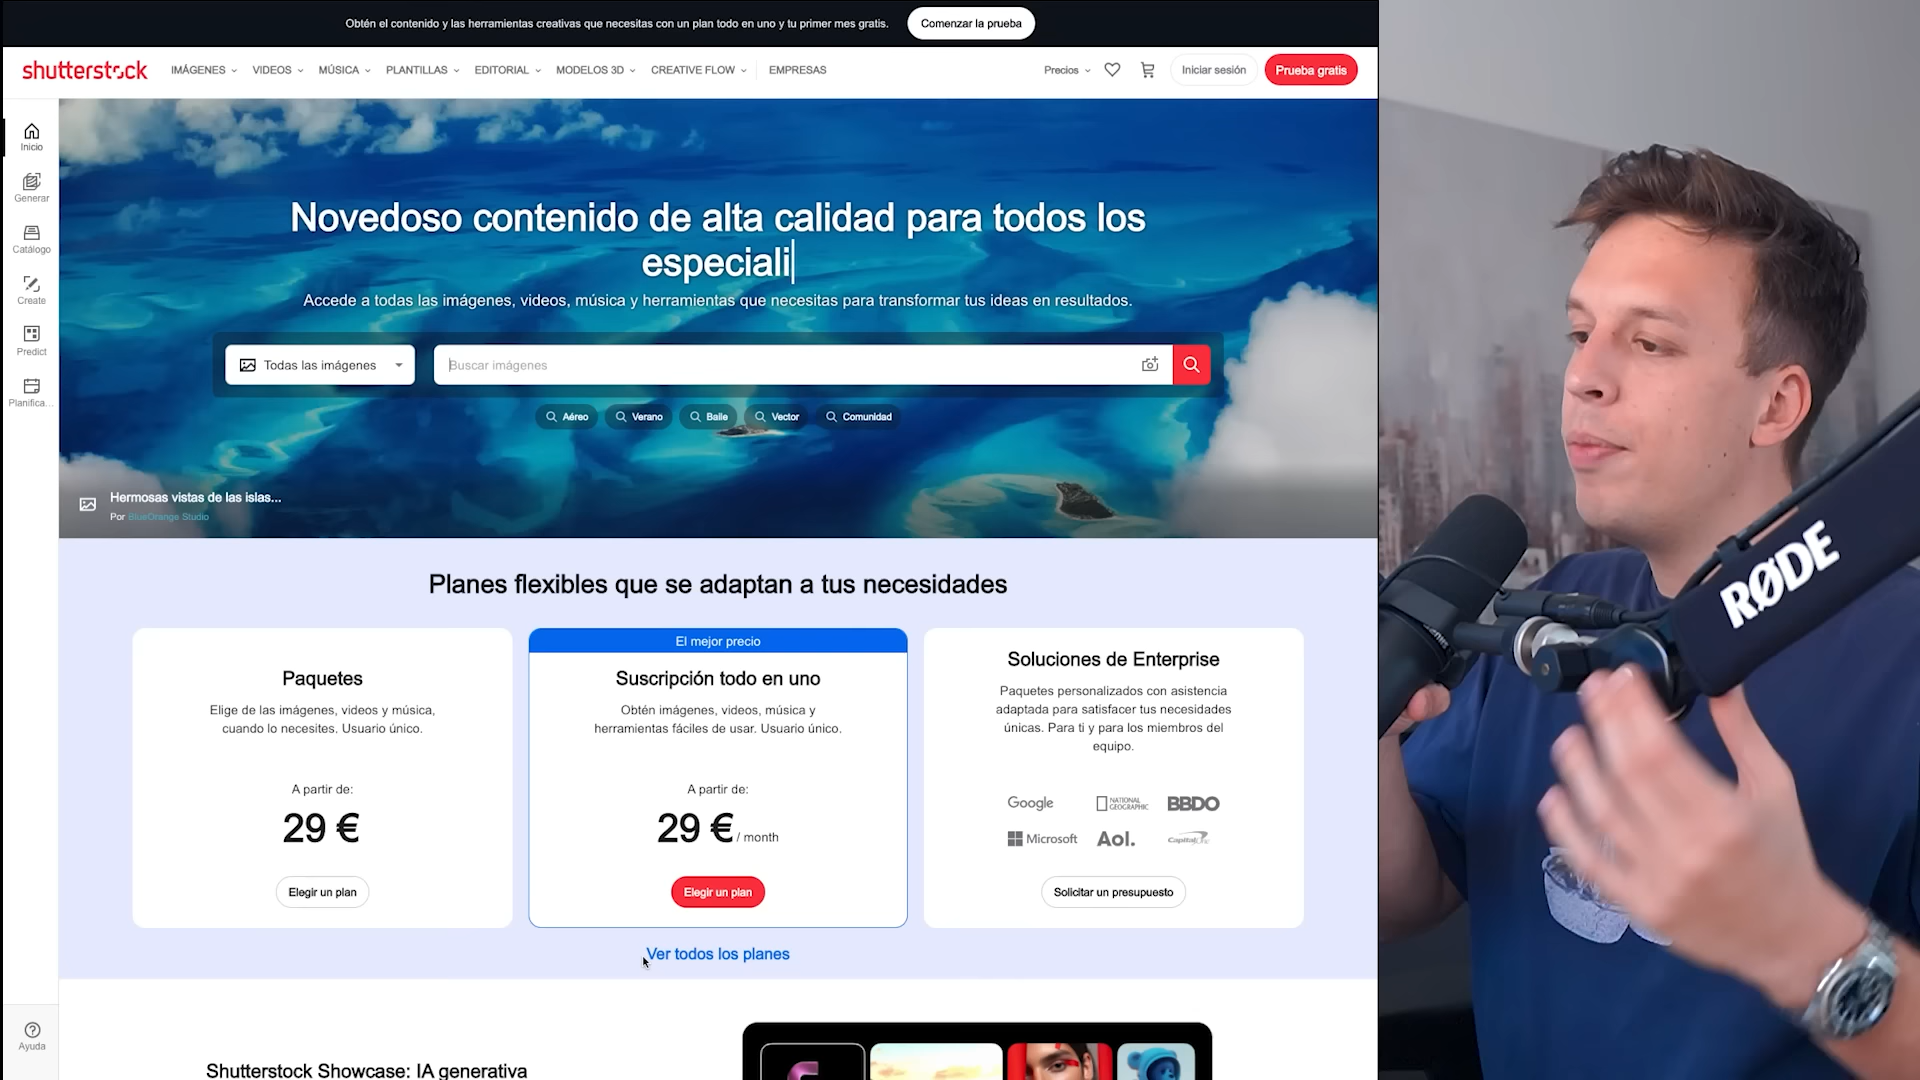 Obtén el contenido y las herramientas creativas que necesitas con un plan todo en uno y tu primer mes gratis.
Comenzar la prueba
shutterstock
IMÁGENES
VIDEOS
MÚSICA
PLANTILLAS
EDITORIAL
MODELOS 3D
CREATIVE FLOW
EMPRESAS
Precios
Iniciar sesión
Prueba gratis
Inicio
Generar
Catálogo
Create
Predict
Planifica...
Novedoso contenido de alta calidad para todos los
especiali
Accede a todas las imágenes, videos, música y herramientas que necesitas para transformar tus ideas en resultados.
Todas las imágenes
Buscar imágenes
Aéreo
Verano
Baile
Vector
Comunidad
Hermosas vistas de las islas...
Por BlueOrange Studio
Planes flexibles que se adaptan a tus necesidades
Paquetes
Elige de las imágenes, videos y música,
cuando lo necesites. Usuario único.
A partir de:
29 €
Elegir un plan
El mejor precio
Suscripción todo en uno
Obtén imágenes, videos, música y
herramientas fáciles de usar. Usuario único.
A partir de:
29 € / month
Elegir un plan
Soluciones de Enterprise
Paquetes personalizados con asistencia
adaptada para satisfacer tus necesidades
únicas. Para ti y para los miembros del
equipo.
Google
NATIONAL
GEOGRAPHIC
BBDO
Microsoft
Aol.
Capital One
Solicitar un presupuesto
Ver todos los planes
Ayuda
Shutterstock Showcase: IA generativa
RØDE